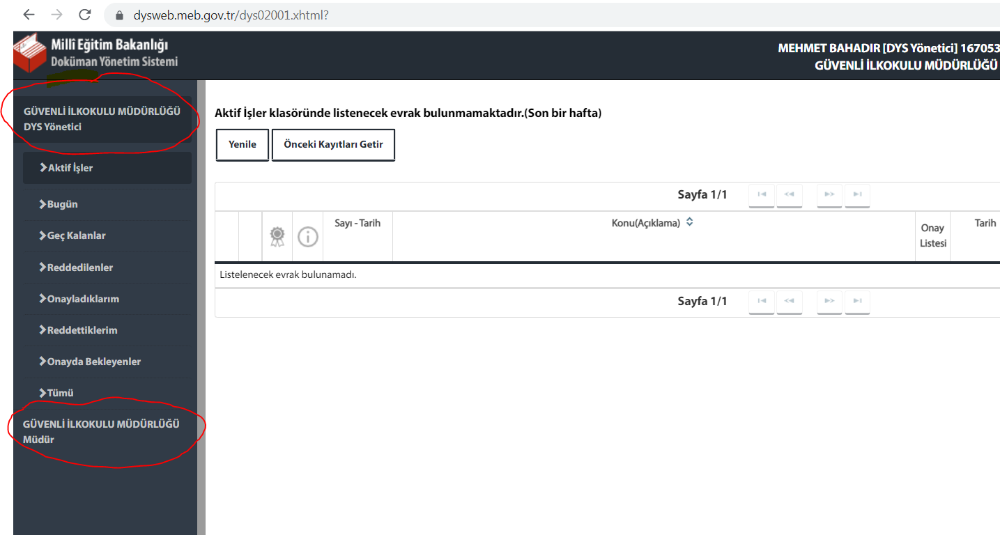 dysweb.meb.gov.tr/dys02001.xhtml?
Millî Eğitim Bakanlığı
Doküman Yönetim Sistemi
MEHMET BAHADIR [DYS Yönetici] 167053
GÜVENLİ İLKOKULU MÜDÜRLÜĞÜ
GÜVENLİ İLKOKULU MÜDÜRLÜĞÜ
DYS Yönetici
Aktif İşler
Bugün
Geç Kalanlar
Reddedilenler
Onayladıklarım
Reddettiklerim
Onayda Bekleyenler
Tümü
GÜVENLİ İLKOKULU MÜDÜRLÜĞÜ
Müdür
Aktif İşler klasöründe listenecek evrak bulunmamaktadır.(Son bir hafta)
Yenile
Önceki Kayıtları Getir
Sayfa 1/1
Sayı - Tarih
Konu(Açıklama)
Onay
Listesi
Tarih
Listelenecek evrak bulunamadı.
Sayfa 1/1